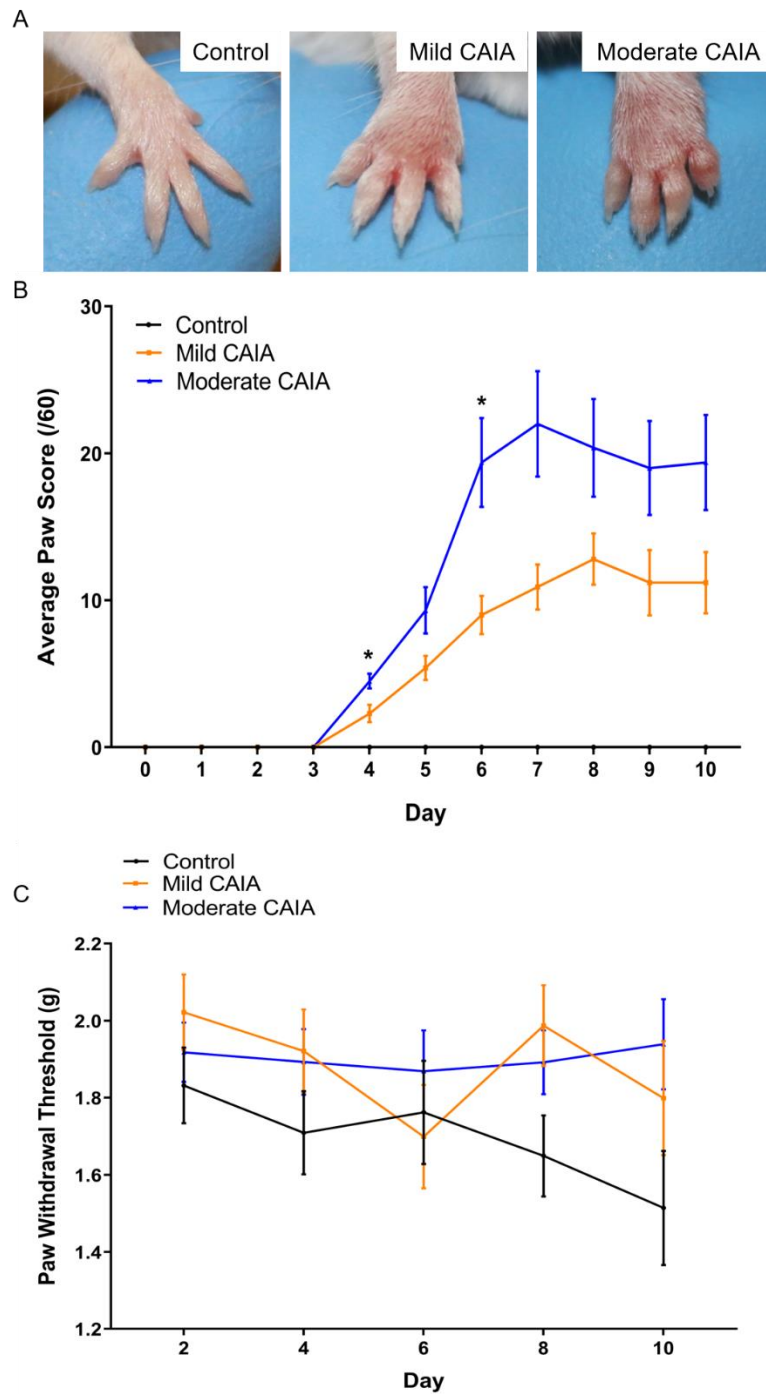 A
Control
Mild CAIA
Moderate CAIA
B
Control
Mild CAIA
Moderate CAIA
Average Paw Score (/60)
30
20
10
0
*
*
0 1 2 3 4 5 6 7 8 9 10
Day
C
Control
Mild CAIA
Moderate CAIA
Paw Withdrawal Threshold (g)
2.2
2.0
1.8
1.6
1.4
1.2
2 4 6 8 10
Day